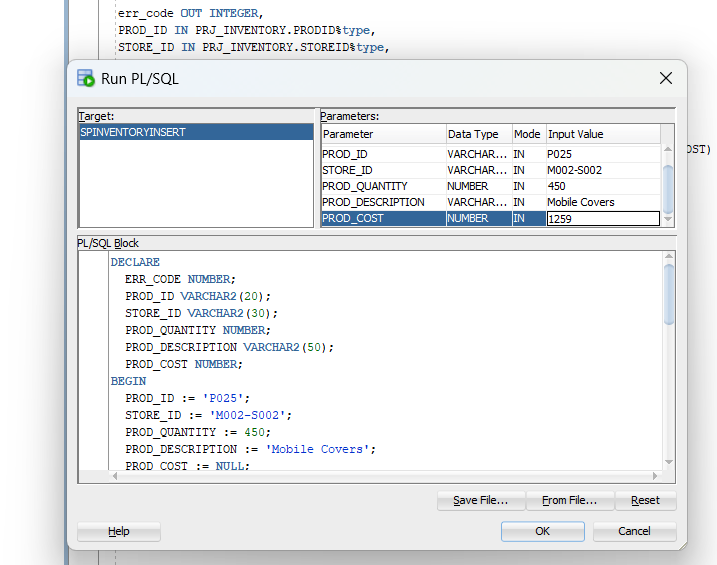 err_code OUT INTEGER,
PROD_ID IN PRJ_INVENTORY.PRODID%type,
STORE_ID IN PRJ_INVENTORY.STOREID%type,
OST)
Run PL/SQL
Target:
SPINVENTORYINSERT
Parameters:
Parameter Data Type Mode Input Value
PROD_ID VARCHAR... IN P025
STORE_ID VARCHAR... IN M002-S002
PROD_QUANTITY NUMBER IN 450
PROD_DESCRIPTION VARCHAR... IN Mobile Covers
PROD_COST NUMBER IN 1259
PL/SQL Block
DECLARE
ERR_CODE NUMBER;
PROD_ID VARCHAR2(20);
STORE_ID VARCHAR2(30);
PROD_QUANTITY NUMBER;
PROD_DESCRIPTION VARCHAR2(50);
PROD_COST NUMBER;
BEGIN
PROD_ID := 'P025';
STORE_ID := 'M002-S002';
PROD_QUANTITY := 450;
PROD_DESCRIPTION := 'Mobile Covers';
PROD_COST := NULL;
Save File... From File... Reset
Help OK Cancel